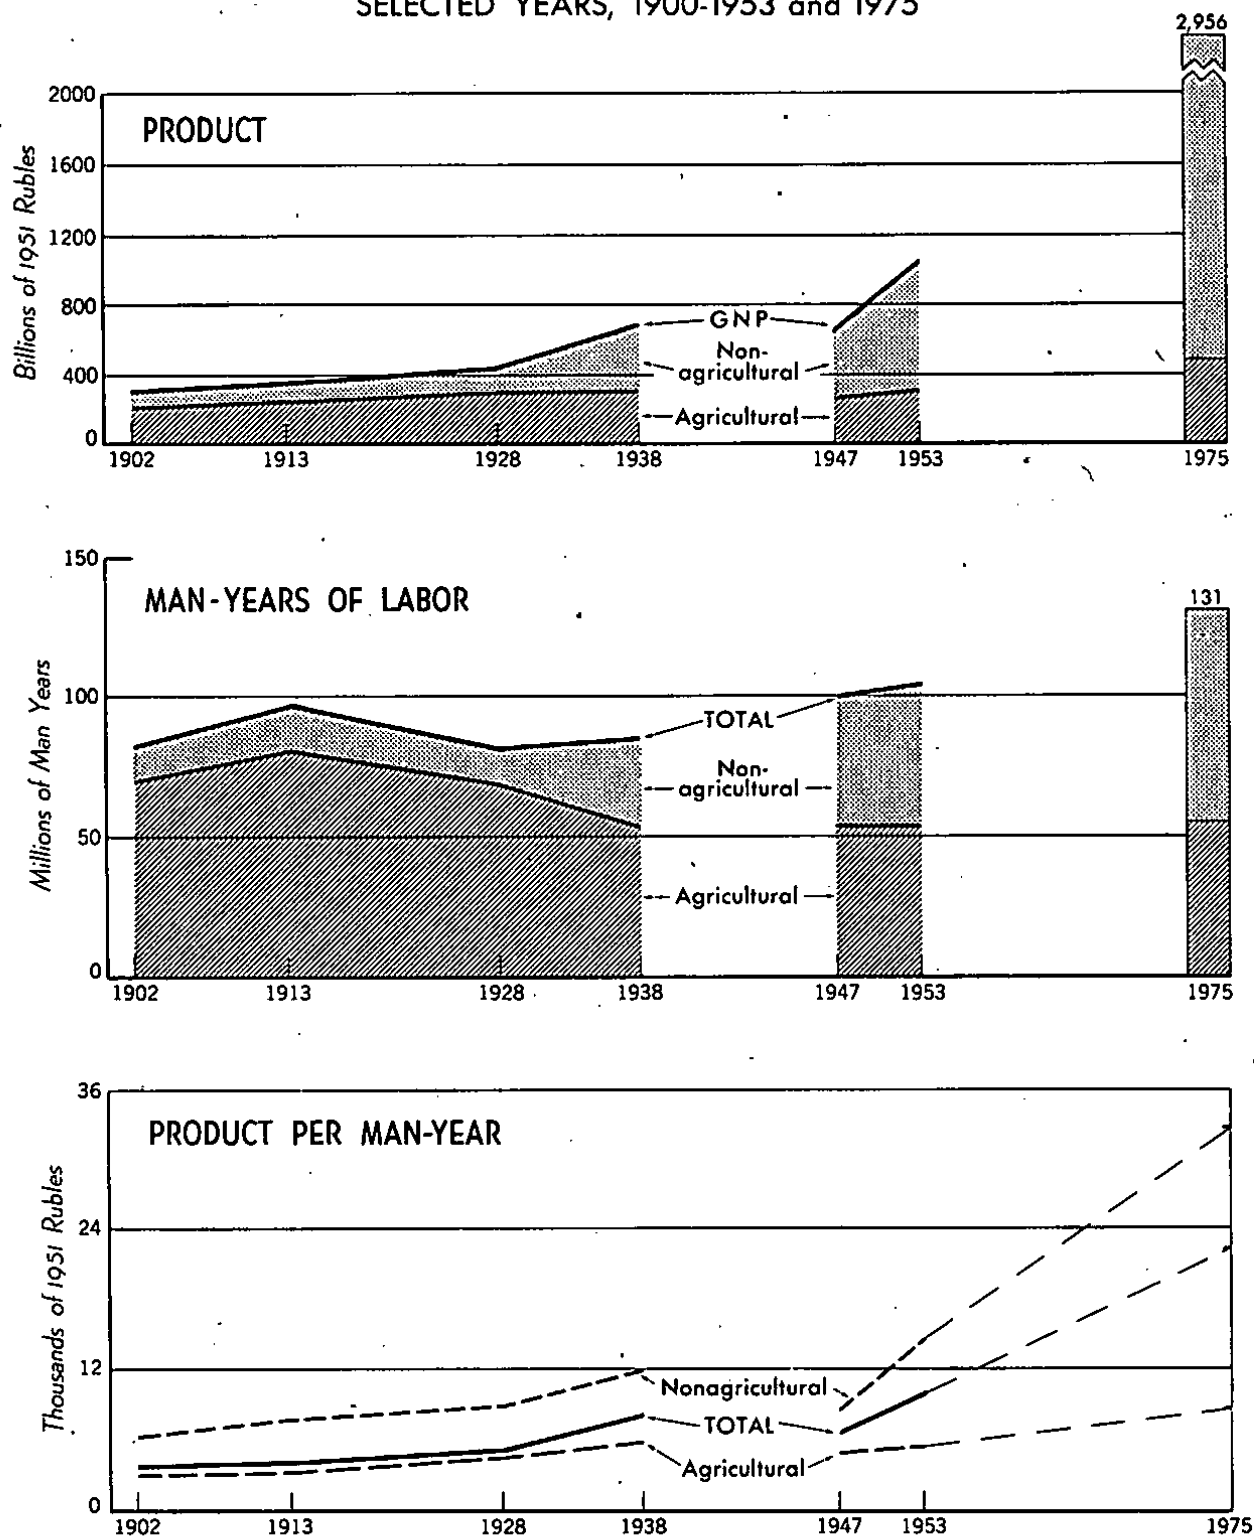 SELECTED YEARS, 1900-1953 and 1975
2,956
2000
PRODUCT
1600
1200
800
400
0
Billions of 1951 Rubles
GNP
Non-
agricultural
Agricultural
1902 1913 1928 1938 1947 1953 1975
150
MAN-YEARS OF LABOR
131
100
50
0
Millions of Man Years
TOTAL
Non-
agricultural
Agricultural
1902 1913 1928 1938 1947 1953 1975
36
PRODUCT PER MAN-YEAR
24
12
0
Thousands of 1951 Rubles
Nonagricultural
TOTAL
Agricultural
1902 1913 1928 1938 1947 1953 1975